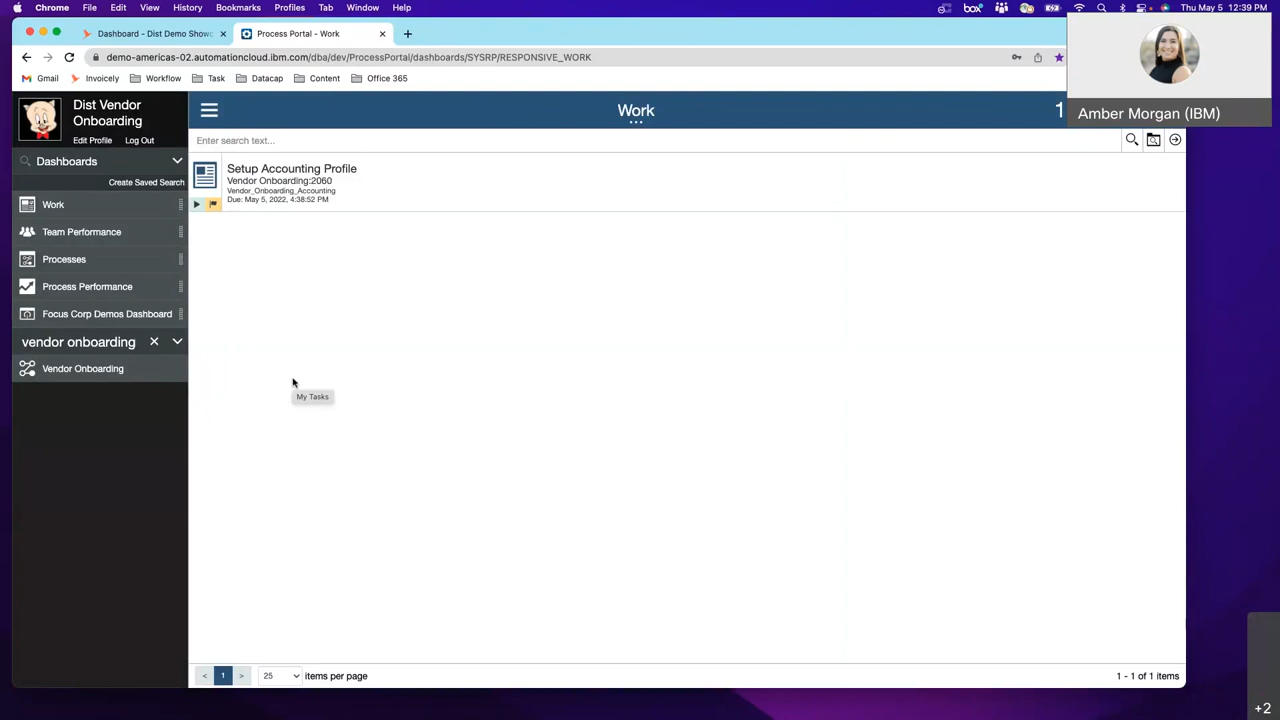 Chrome File Edit View History Bookmarks Profiles Tab Window Help
box
Thu May 5 12:39 PM
Dashboard - Dist Demo Showc
Process Portal - Work
demo-americas-02.automationcloud.ibm.com/dba/dev/ProcessPortal/dashboards/SYSRP/RESPONSIVE_WORK
Gmail Invoicely Workflow Task Datacap Content Office 365
Amber Morgan (IBM)
Dist Vendor
Onboarding
Edit Profile Log Out
Work
1
Enter search text...
Dashboards
Create Saved Search
Work
Team Performance
Processes
Process Performance
Focus Corp Demos Dashboard
vendor onboarding
Vendor Onboarding
Setup Accounting Profile
Vendor Onboarding:2060
Vendor_Onboarding_Accounting
Due: May 5, 2022, 4:38:52 PM
My Tasks
< 1 > 25 items per page
1 - 1 of 1 items
+2